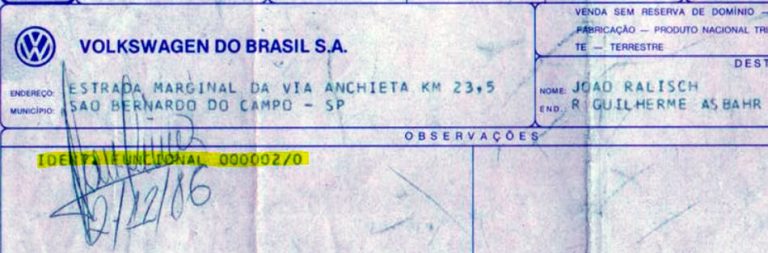 VENDA SEM RESERVA DE DOMÍNIO —
FABRICAÇÃO — PRODUTO NACIONAL
TE — TERRESTRE
VOLKSWAGEN DO BRASIL S.A.
DEST
ENDEREÇO: ESTRADA MARGINAL DA VIA ANCHIETA KM 23,5
MUNICÍPIO: SAO BERNARDO DO CAMPO - SP
NOME: JOAO RALISCH
END.: R GUILHERME ASBAHR
OBSERVAÇÕES
IDENT. FUNCIONAL 000002/0
2/12/86